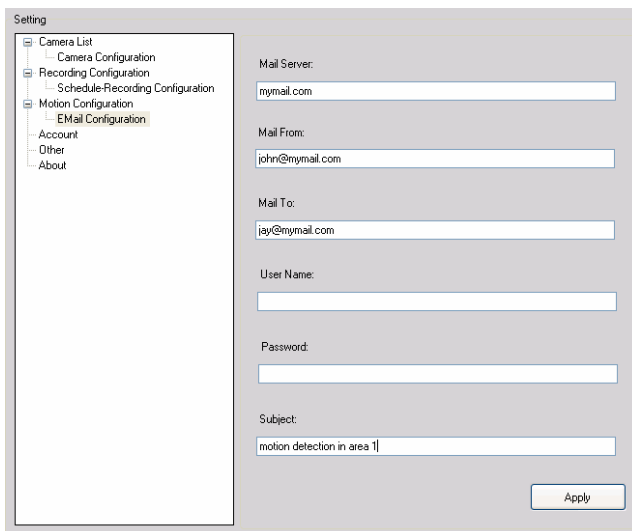 Setting
Camera List
Camera Configuration
Recording Configuration
Schedule-Recording Configuration
Motion Configuration
EMail Configuration
Account
Other
About
Mail Server:
mymail.com
Mail From:
john@mymail.com
Mail To:
jay@mymail.com
User Name:
Password:
Subject:
motion detection in area 1
Apply